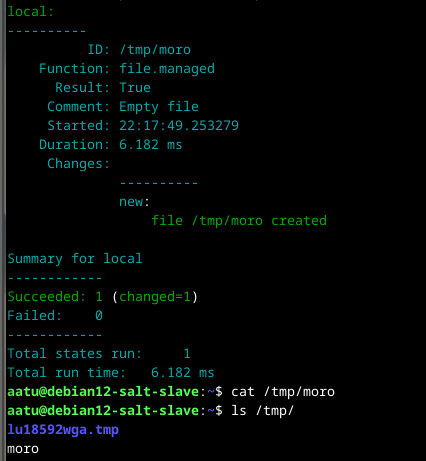 local:
----------
          ID: /tmp/moro
    Function: file.managed
      Result: True
     Comment: Empty file
     Started: 22:17:49.253279
    Duration: 6.182 ms
     Changes:
              ----------
              new:
                  file /tmp/moro created

Summary for local
------------
Succeeded: 1 (changed=1)
Failed:    0
------------
Total states run:     1
Total run time:   6.182 ms
aatu@debian12-salt-slave:~$ cat /tmp/moro
aatu@debian12-salt-slave:~$ ls /tmp/
lu18592wga.tmp
moro